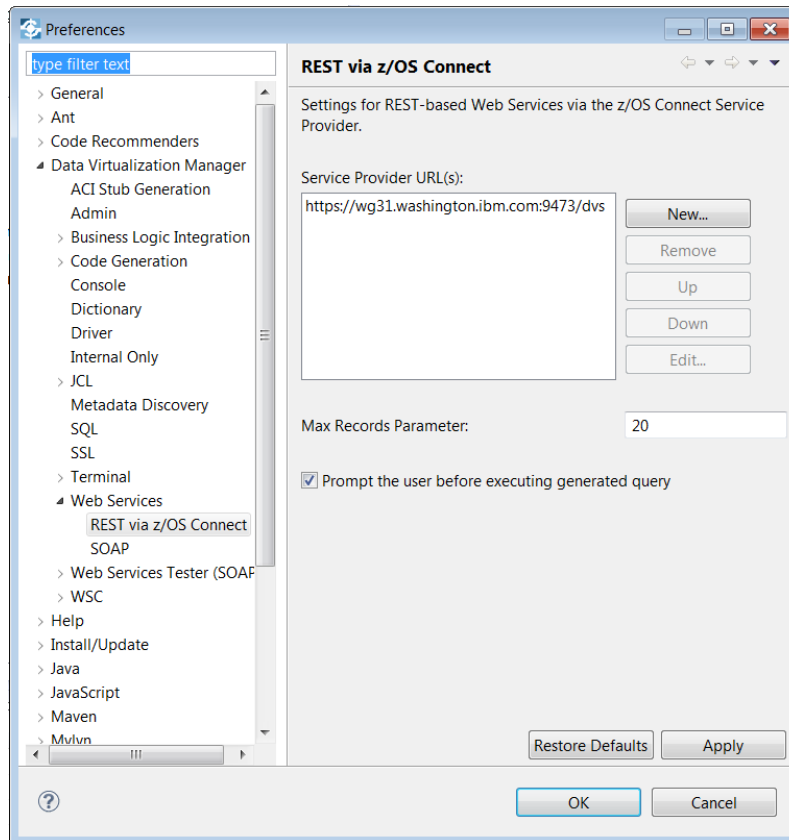 Preferences
type filter text
General
Ant
Code Recommenders
Data Virtualization Manager
ACI Stub Generation
Admin
Business Logic Integration
Code Generation
Console
Dictionary
Driver
Internal Only
JCL
Metadata Discovery
SQL
SSL
Terminal
Web Services
REST via z/OS Connect
SOAP
Web Services Tester (SOAP
WSC
Help
Install/Update
Java
JavaScript
Maven
Mylyn
REST via z/OS Connect
Settings for REST-based Web Services via the z/OS Connect Service
Provider.
Service Provider URL(s):
https://wg31.washington.ibm.com:9473/dvs
New...
Remove
Up
Down
Edit...
Max Records Parameter: 20
Prompt the user before executing generated query
Restore Defaults Apply
OK Cancel